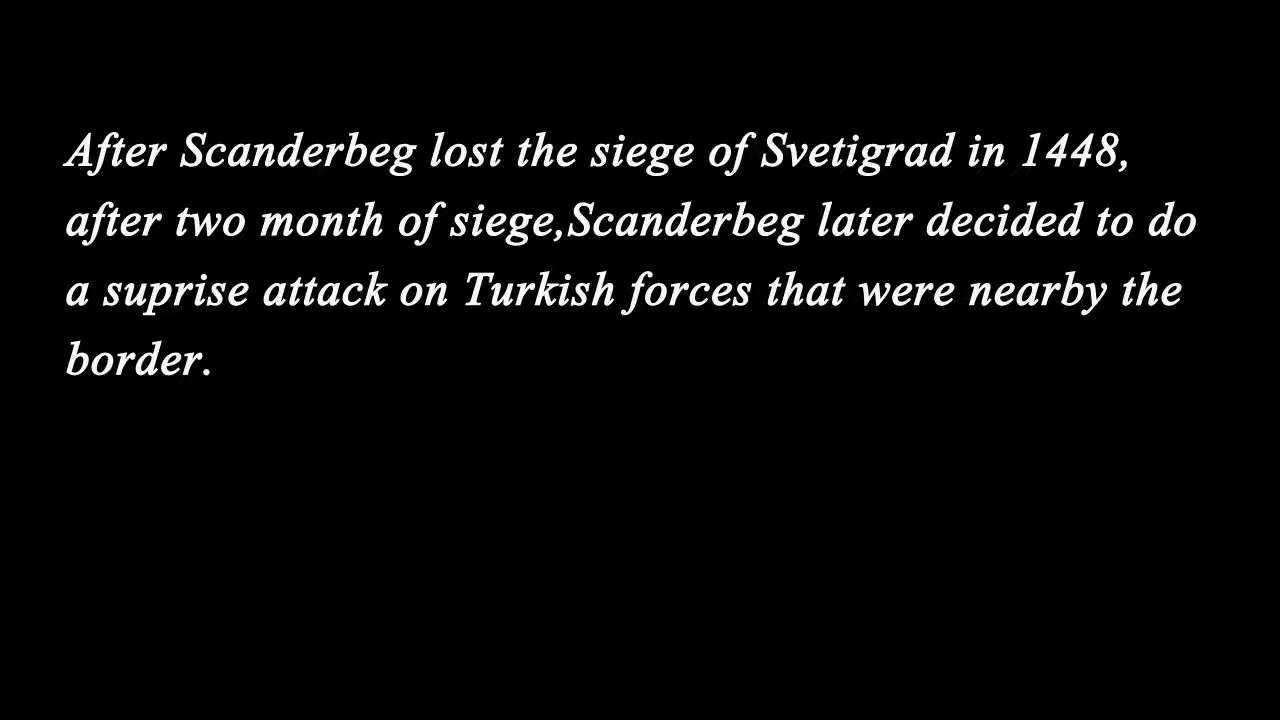 After Scanderbeg lost the siege of Svetigrad in 1448,
after two month of siege,Scanderbeg later decided to do
a suprise attack on Turkish forces that were nearby the
border.